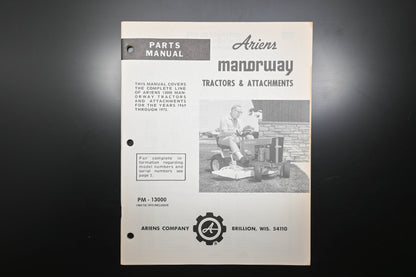 PARTS
MANUAL
Ariens
manorway
TRACTORS & ATTACHMENTS
THIS MANUAL COVERS
THE COMPLETE LINE
OF ARIENS 1300 MAN-
ORWAY TRACTORS
AND ATTACHMENTS
FOR THE YEARS 1969
THROUGH 1973.
For complete in-
formation regarding
model numbers and
serial numbers see
page 2.
PM - 13000
ARIENS COMPANY
A
BRILLION, WIS. 54110